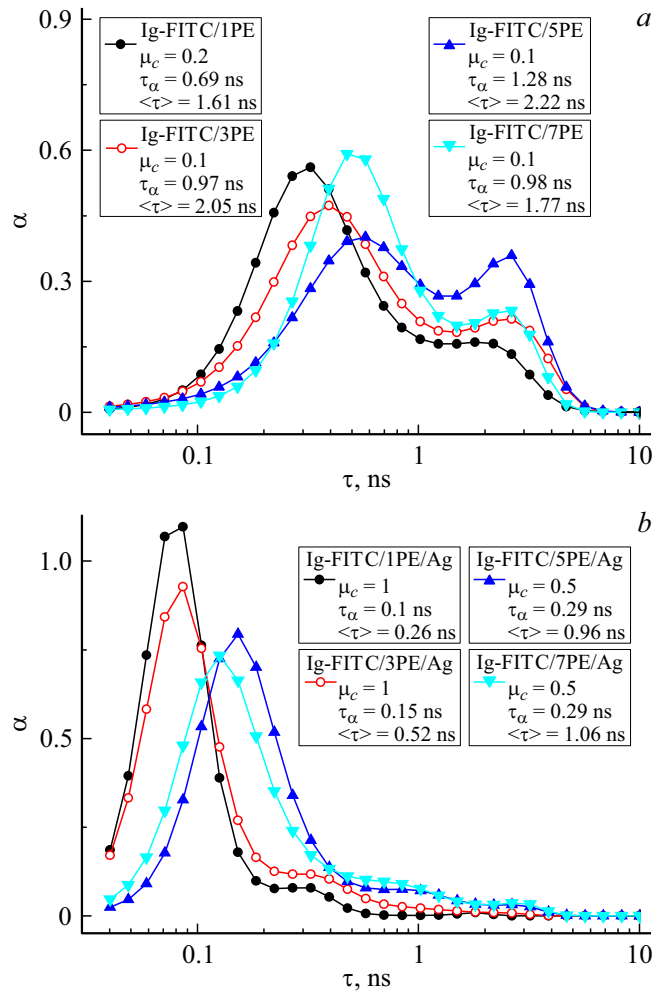 a
0.9
0.6
0.3
0
α
Ig-FITC/1PE
μc = 0.2
τα = 0.69 ns
<τ> = 1.61 ns
Ig-FITC/3PE
μc = 0.1
τα = 0.97 ns
<τ> = 2.05 ns
Ig-FITC/5PE
μc = 0.1
τα = 1.28 ns
<τ> = 2.22 ns
Ig-FITC/7PE
μc = 0.1
τα = 0.98 ns
<τ> = 1.77 ns
0.1 1 10
τ, ns
b
1.0
0.5
0
α
Ig-FITC/1PE/Ag
μc = 1
τα = 0.1 ns
<τ> = 0.26 ns
Ig-FITC/3PE/Ag
μc = 1
τα = 0.15 ns
<τ> = 0.52 ns
Ig-FITC/5PE/Ag
μc = 0.5
τα = 0.29 ns
<τ> = 0.96 ns
Ig-FITC/7PE/Ag
μc = 0.5
τα = 0.29 ns
<τ> = 1.06 ns
0.1 1 10
τ, ns